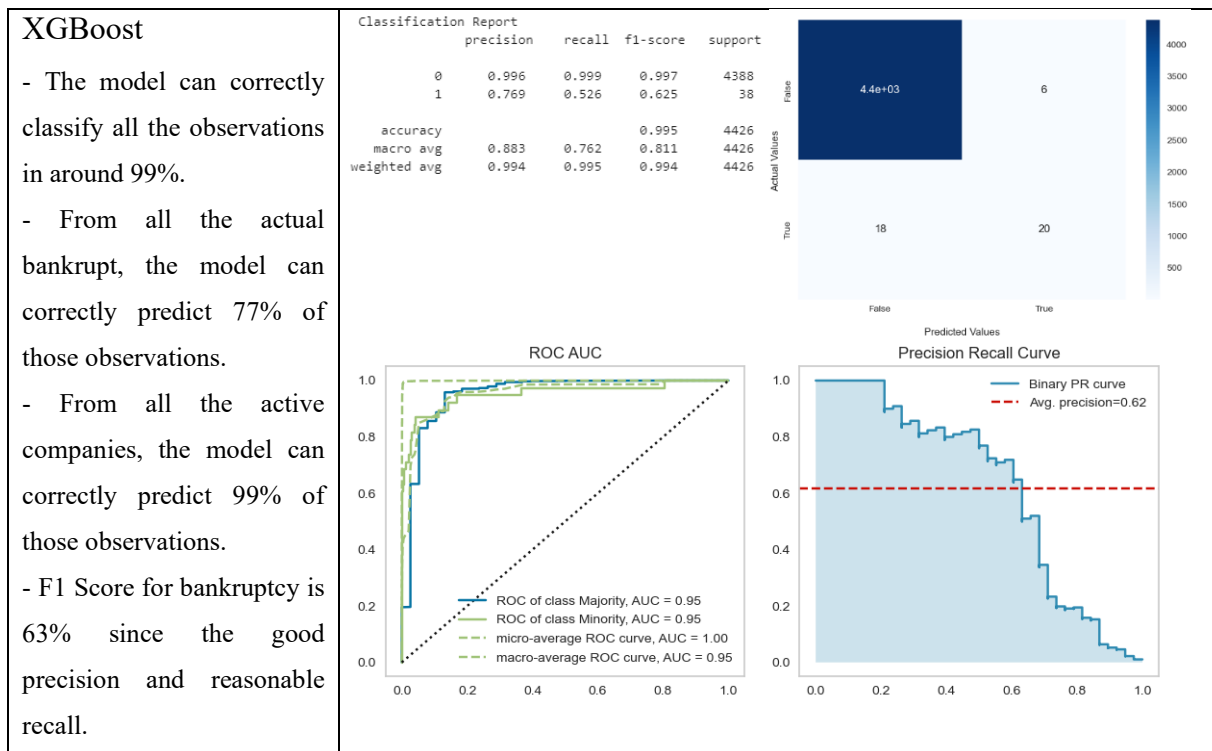 XGBoost
- The model can correctly
classify all the observations
in around 99%.
- From all the actual
bankrupt, the model can
correctly predict 77% of
those observations.
- From all the active
companies, the model can
correctly predict 99% of
those observations.
- F1 Score for bankruptcy is
63% since the good
precision and reasonable
recall.
Classification Report
precision recall f1-score support
0 0.996 0.999 0.997 4388
1 0.769 0.526 0.625 38
accuracy 0.995 4426
macro avg 0.883 0.762 0.811 4426
weighted avg 0.994 0.995 0.994 4426
Actual Values
False
True
4.4e+03 6
18 20
False True
Predicted Values
4000
3500
3000
2500
2000
1500
1000
500
ROC AUC
1.0
0.8
0.6
0.4
0.2
0.0
ROC of class Majority, AUC = 0.95
ROC of class Minority, AUC = 0.95
micro-average ROC curve, AUC = 1.00
macro-average ROC curve, AUC = 0.95
0.0 0.2 0.4 0.6 0.8 1.0
Precision Recall Curve
Binary PR curve
Avg. precision=0.62
1.0
0.8
0.6
0.4
0.2
0.0
0.0 0.2 0.4 0.6 0.8 1.0